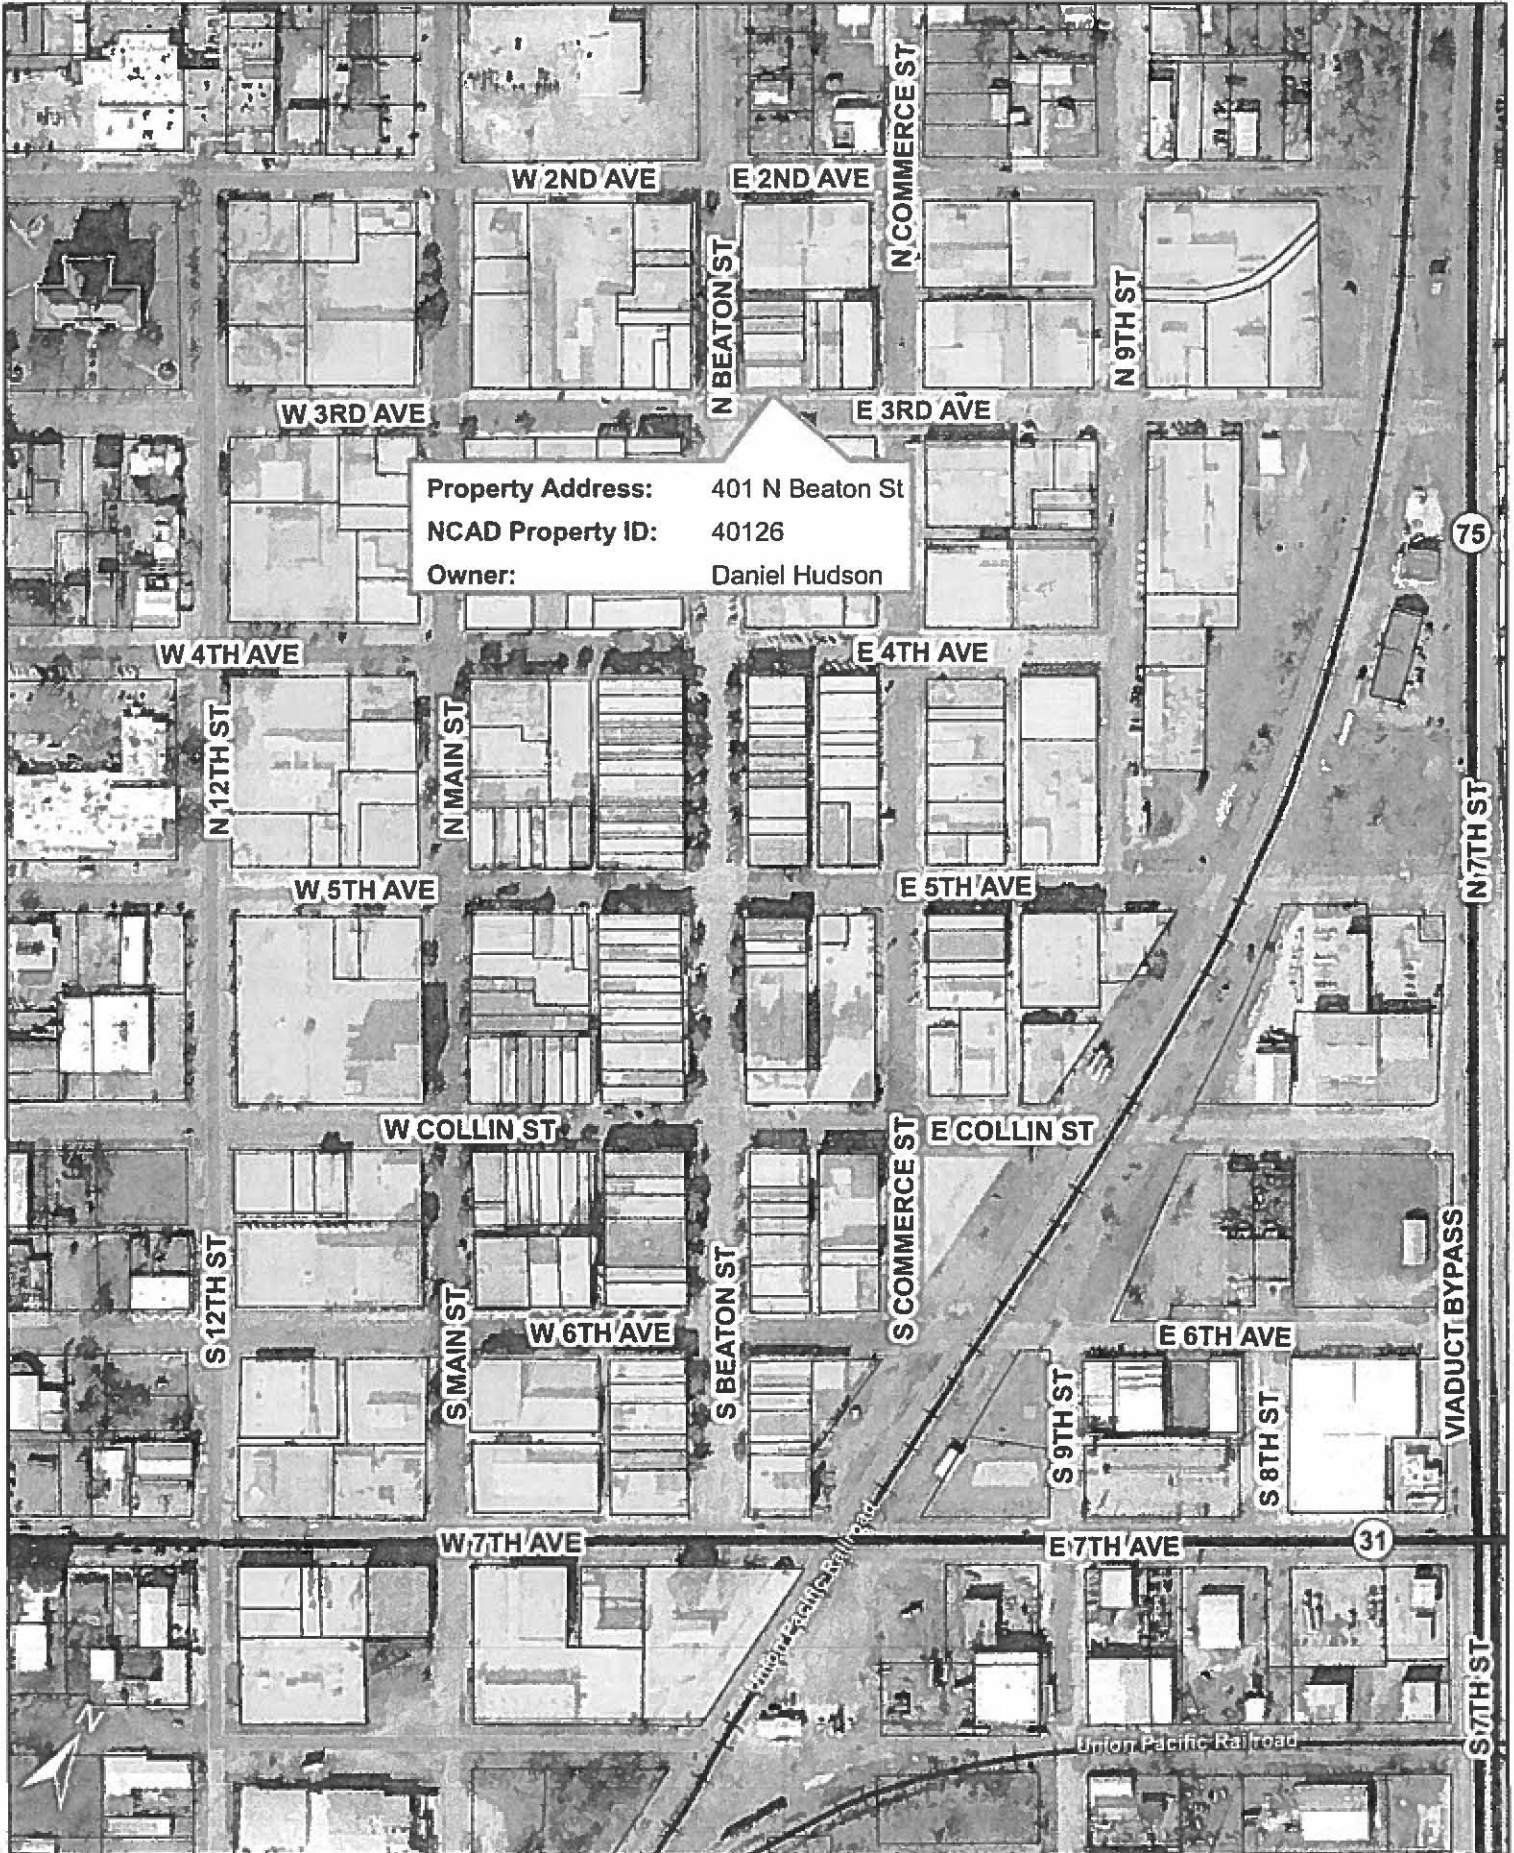 N COMMERCE ST
W 2ND AVE
E 2ND AVE
N BEATON ST
N 9TH ST
W 3RD AVE
E 3RD AVE
Property Address: 401 N Beaton St
NCAD Property ID: 40126
Owner: Daniel Hudson
75
W 4TH AVE
E 4TH AVE
N 12TH ST
N MAIN ST
N 7TH ST
W 5TH AVE
E 5TH AVE
W COLLIN ST
E COLLIN ST
S COMMERCE ST
S 12TH ST
S MAIN ST
S BEATON ST
VIADUCT BYPASS
W 6TH AVE
E 6TH AVE
S 9TH ST
S 8TH ST
W 7TH AVE
E 7TH AVE
31
Union Pacific Railroad
S 7TH ST
N
Union Pacific Railroad